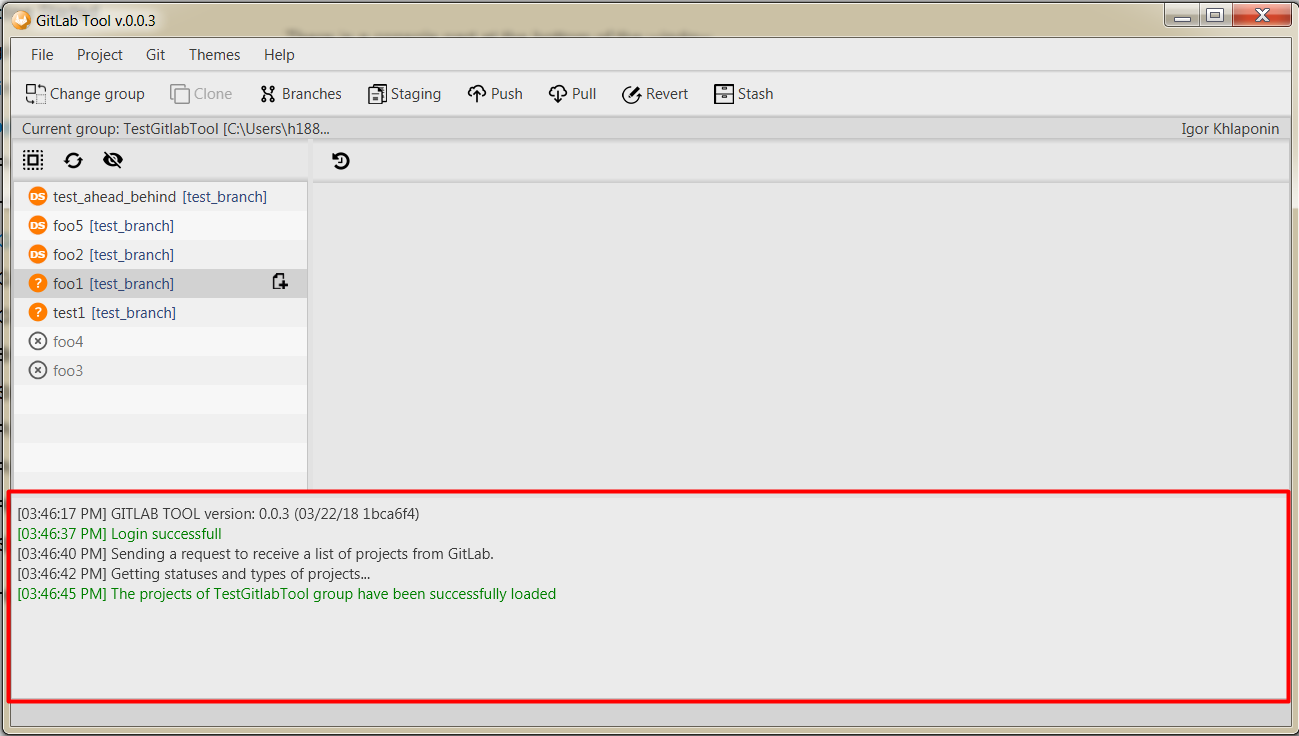 GitLab Tool v.0.0.3
File Project Git Themes Help
Change group Clone Branches Staging Push Pull Revert Stash
Current group: TestGitlabTool [C:\Users\h188... Igor Khlaponin
DS test_ahead_behind [test_branch]
DS foo5 [test_branch]
DS foo2 [test_branch]
? foo1 [test_branch]
? test1 [test_branch]
foo4
foo3
[03:46:17 PM] GITLAB TOOL version: 0.0.3 (03/22/18 1bca6f4)
[03:46:37 PM] Login successfull
[03:46:40 PM] Sending a request to receive a list of projects from GitLab.
[03:46:42 PM] Getting statuses and types of projects...
[03:46:45 PM] The projects of TestGitlabTool group have been successfully loaded